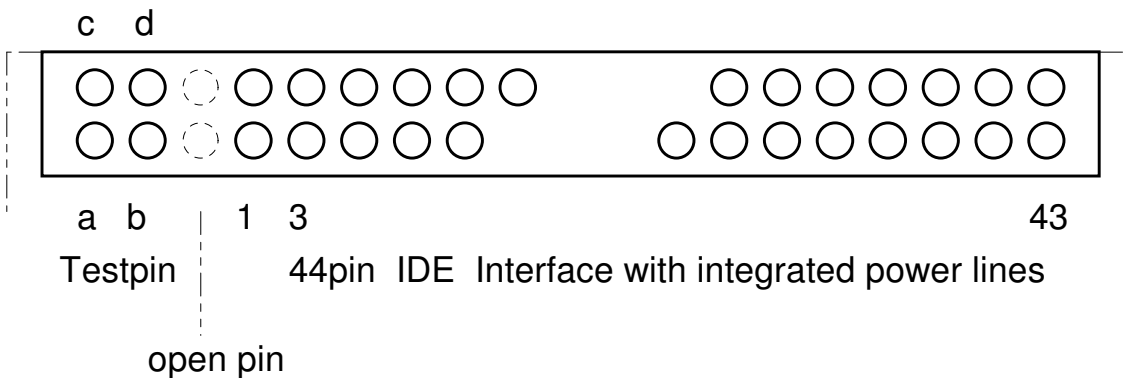 c d
a b 1 3 43
Testpin 44pin IDE Interface with integrated power lines
open pin